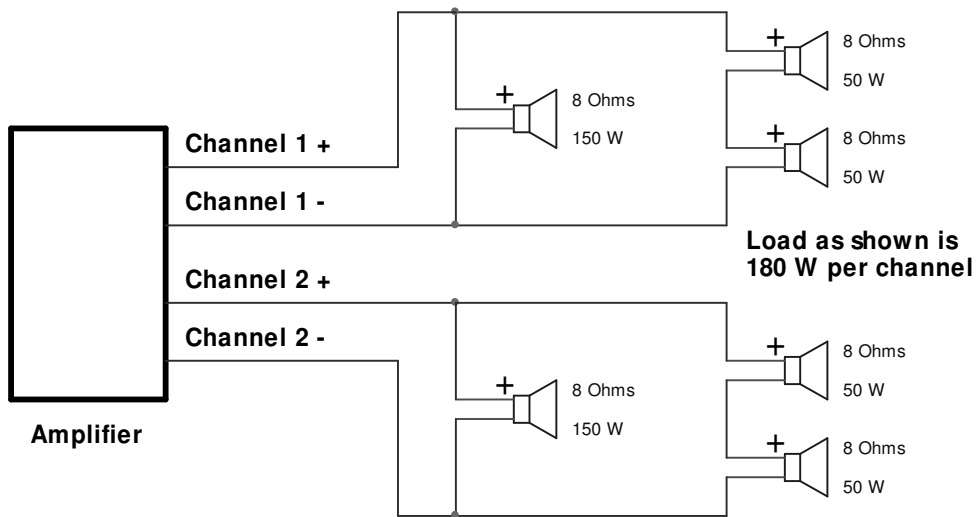 8 Ohms
50 W
8 Ohms
150 W
Channel 1 +
8 Ohms
50 W
Channel 1 -
Load as shown is
180 W per channel
Channel 2 +
Channel 2 -
8 Ohms
50 W
8 Ohms
150 W
Amplifier
8 Ohms
50 W
+
+
+
+
+
+